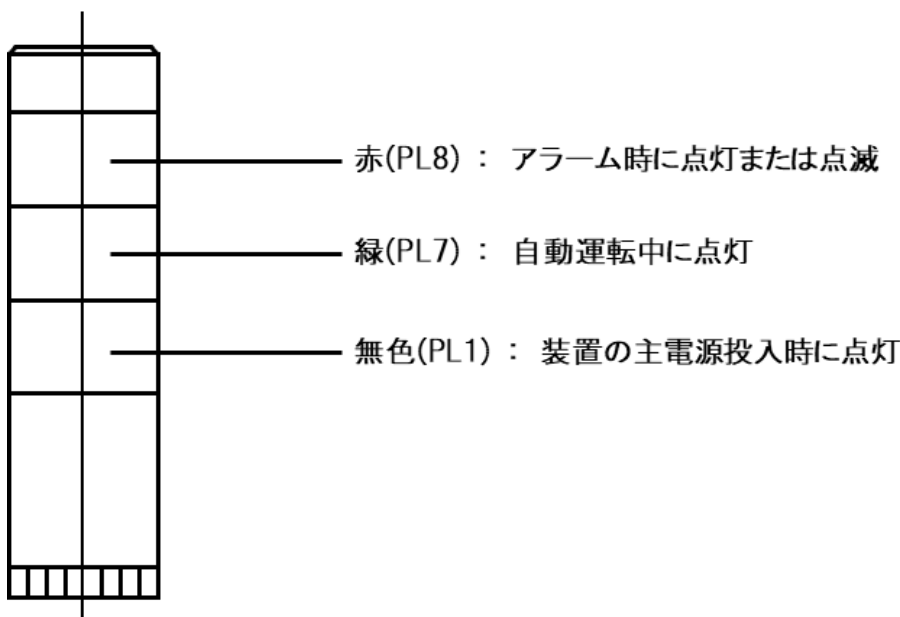 赤(PL8) : アラーム時に点灯または点滅
緑(PL7) : 自動運転中に点灯
無色(PL1) : 装置の主電源投入時に点灯